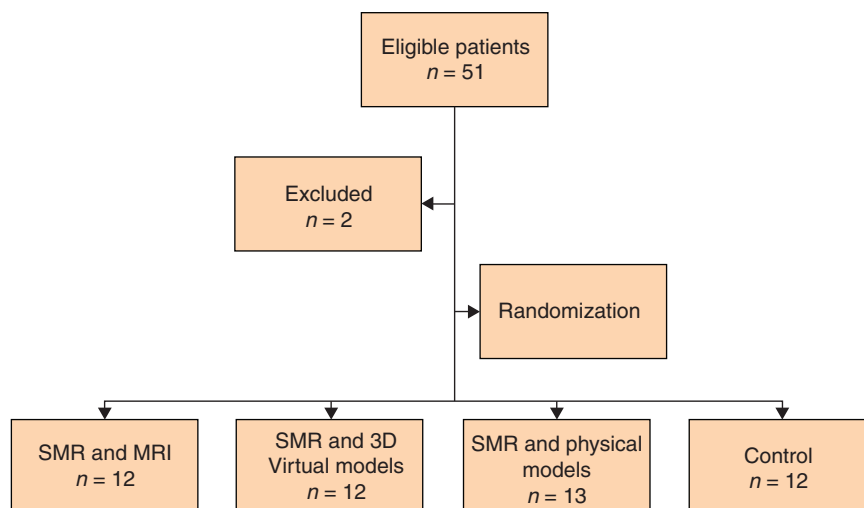 Eligible patients
n = 51
Excluded
n = 2
Randomization
SMR and MRI
n = 12
SMR and 3D
Virtual models
n = 12
SMR and physical
models
n = 13
Control
n = 12